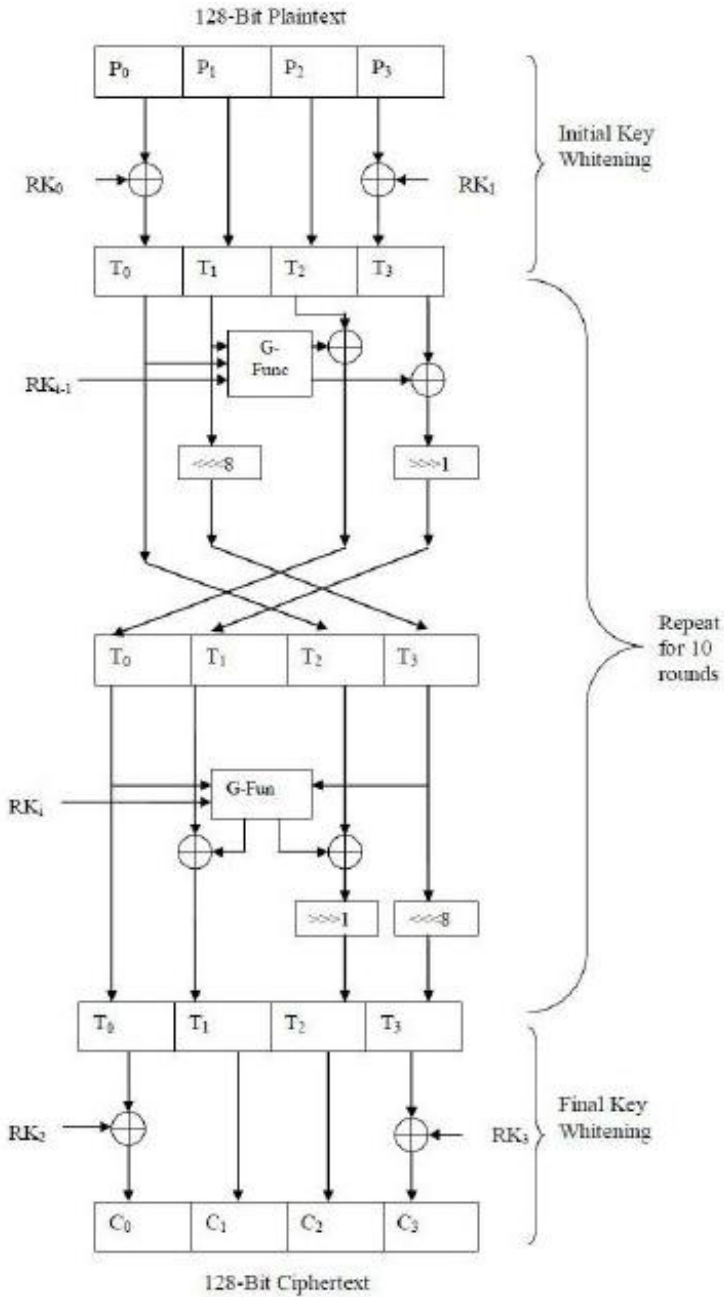 128-Bit Plaintext
P₀ P₁ P₂ P₃
Initial Key
Whitening
RK₀ RK₁
T₀ T₁ T₂ T₃
G-
Func
RKᵢ₋₁
<<<8 >>>1
Repeat
for 10
rounds
T₀ T₁ T₂ T₃
G-Fun
RKᵢ
>>>1 <<<8
T₀ T₁ T₂ T₃
Final Key
Whitening
RK₂ RK₃
C₀ C₁ C₂ C₃
128-Bit Ciphertext